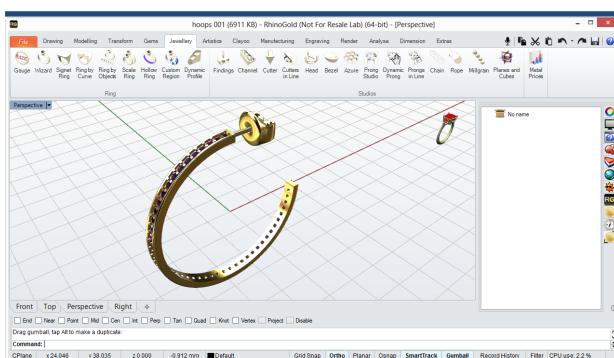 RG hoops 001 (6911 KB) - RhinoGold (Not For Resale Lab) (64-bit) - [Perspective]
File Drawing Modelling Transform Gems Jewellery Artistics Clayoo Manufacturing Engraving Render Analyse Dimension Extras
Gauge Wizard Signet Ring Ring by Curve Ring by Objects Scale Ring Hollow Ring Custom Region Dynamic Profile Findings Channel Cutter Cutters in Line Head Bezel Azure Prong Studio Dynamic Prong Prongs in Line Chain Rope Millgrain Planes and Cubes Metal Prices
Ring Studios
Perspective
No name
RG
Front Top Perspective Right
End Near Point Mid Cen Int Perp Tan Quad Knot Vertex Project Disable
Drag gumball, tap Alt to make a duplicate:
Command:
CPlane x 24.046 y 38.035 z 0.000 -0.912 mm Default Grid Snap Ortho Planar Osnap SmartTrack Gumball Record History Filter CPU use: 2.2 %